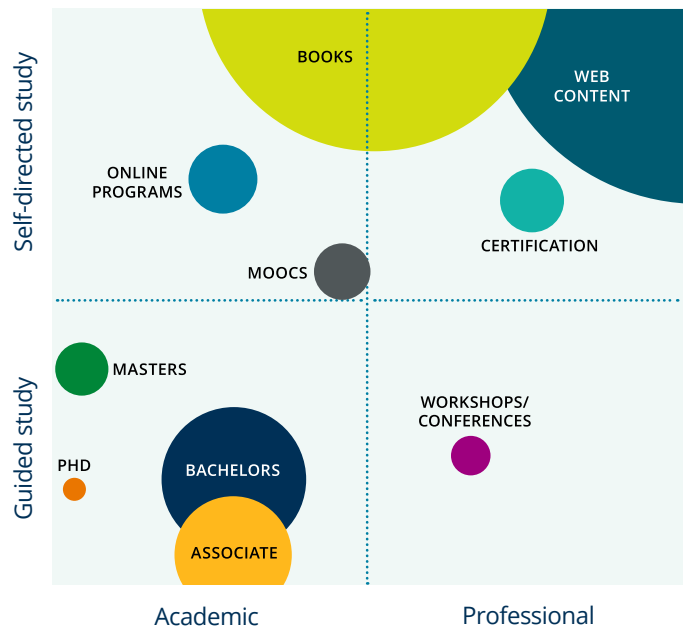 Self-directed study
BOOKS
WEB
CONTENT
ONLINE
PROGRAMS
CERTIFICATION
MOOCS
Guided study
MASTERS
WORKSHOPS/
CONFERENCES
PHD
BACHELORS
ASSOCIATE
Academic
Professional